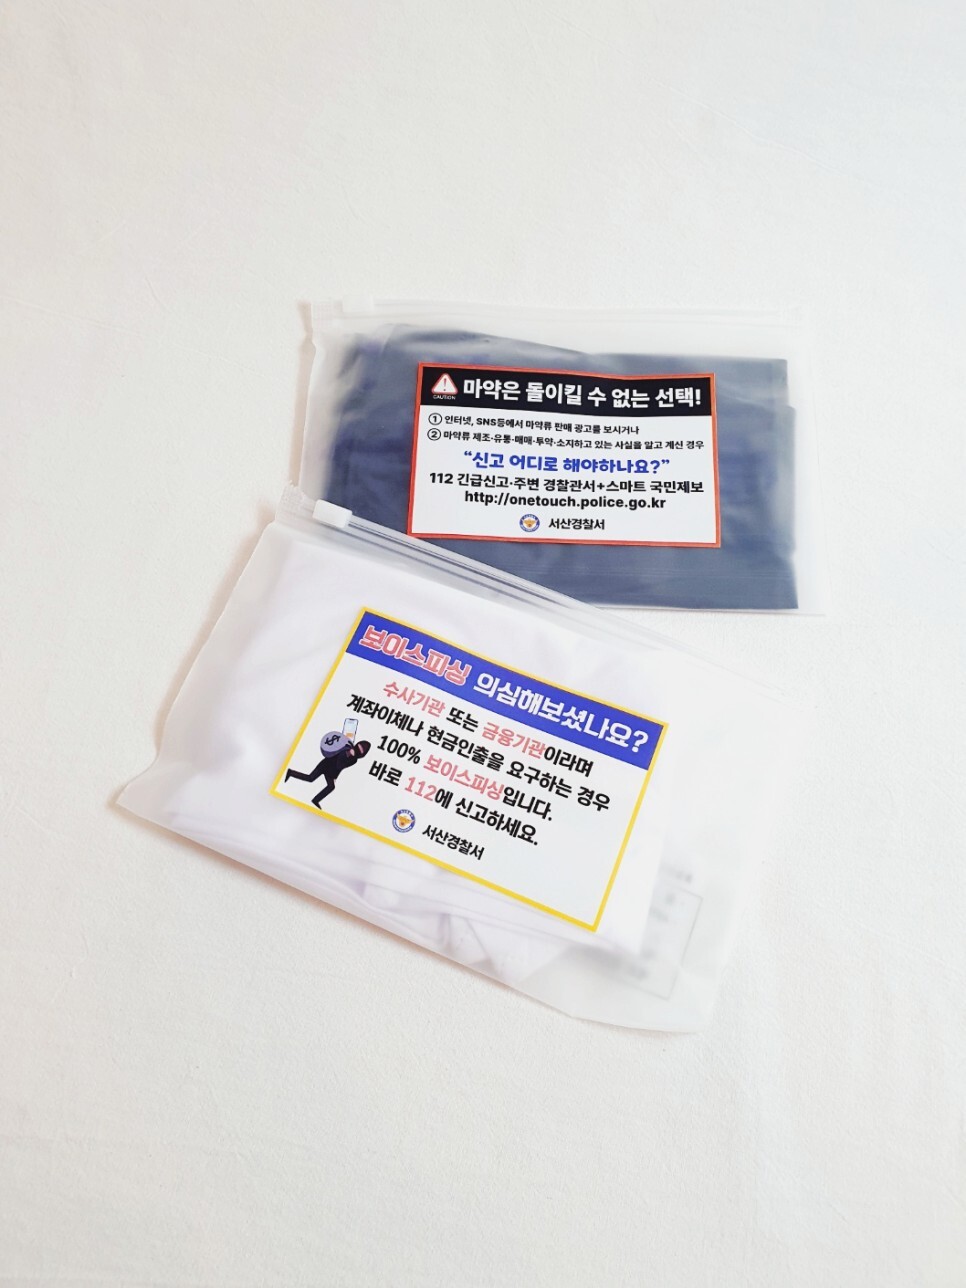 CAUTION
마약은 돌이킬 수 없는 선택!
① 인터넷, SNS등에서 마약류 판매 광고를 보시거나
② 마약류 제조·유통·매매·투약·소지하고 있는 사실을 알고 계신 경우
“신고 어디로 해야하나요?”
112 긴급신고·주변 경찰관서+스마트 국민제보
http://onetouch.police.go.kr
서산경찰서
보이스피싱 의심해보셨나요?
수사기관 또는 금융기관이라며
계좌이체나 현금인출을 요구하는 경우
100% 보이스피싱입니다.
바로 112에 신고하세요.
서산경찰서